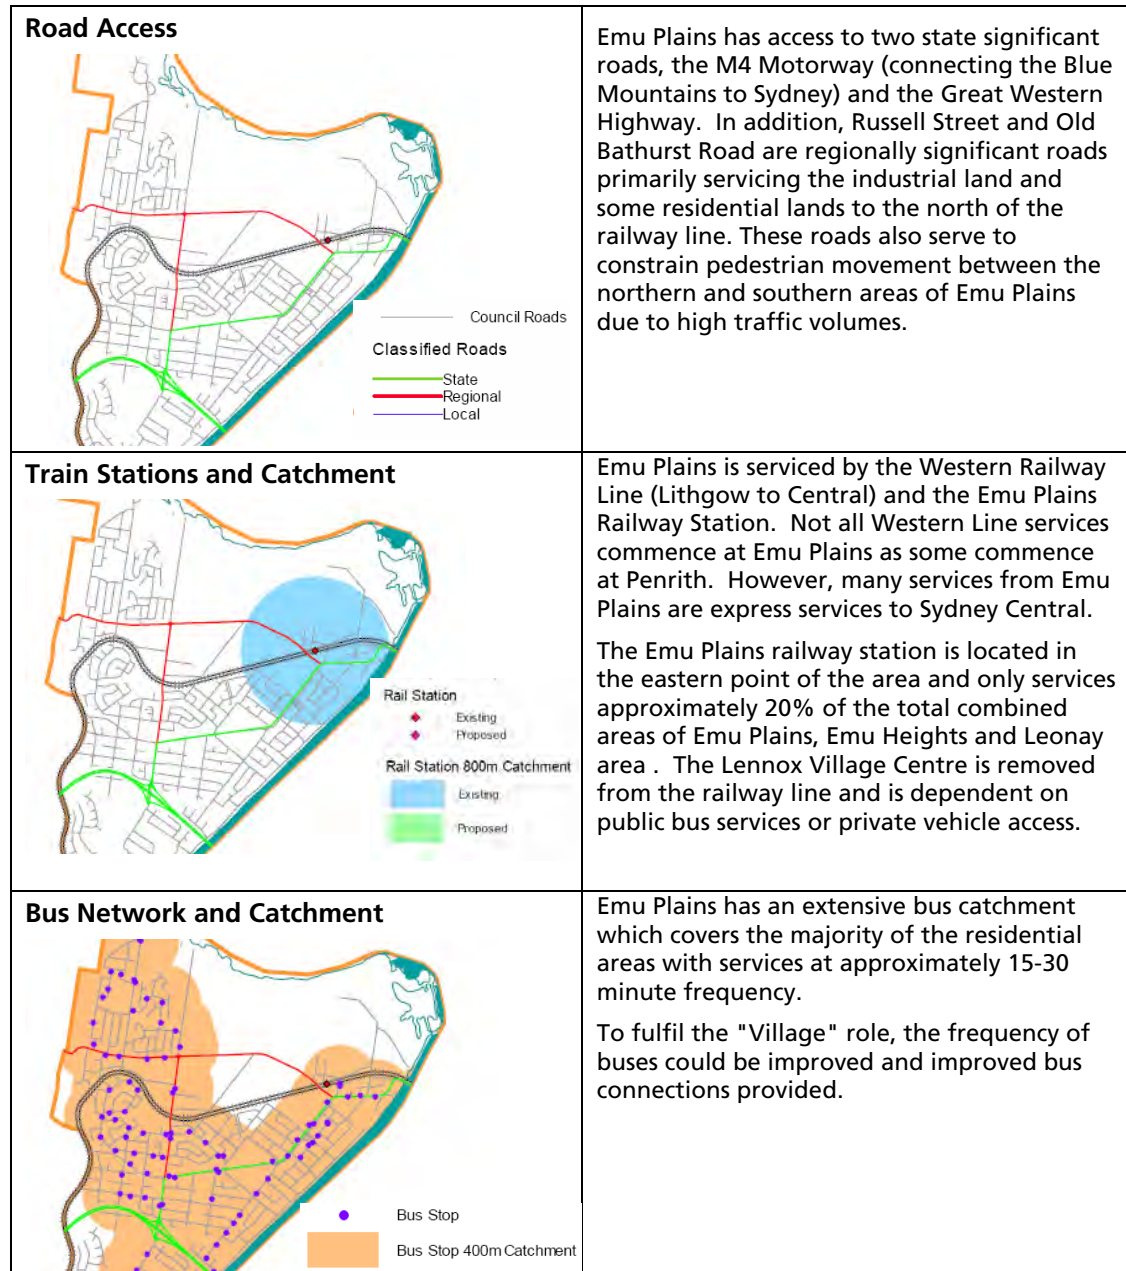 Road Access
Council Roads
Classified Roads
State
Regional
Local
Emu Plains has access to two state significant
roads, the M4 Motorway (connecting the Blue
Mountains to Sydney) and the Great Western
Highway.  In addition, Russell Street and Old
Bathurst Road are regionally significant roads
primarily servicing the industrial land and
some residential lands to the north of the
railway line. These roads also serve to
constrain pedestrian movement between the
northern and southern areas of Emu Plains
due to high traffic volumes.
Train Stations and Catchment
Rail Station
Existing
Proposed
Rail Station 800m Catchment
Existing
Proposed
Emu Plains is serviced by the Western Railway
Line (Lithgow to Central) and the Emu Plains
Railway Station.  Not all Western Line services
commence at Emu Plains as some commence
at Penrith.  However, many services from Emu
Plains are express services to Sydney Central.
The Emu Plains railway station is located in
the eastern point of the area and only services
approximately 20% of the total combined
areas of Emu Plains, Emu Heights and Leonay
area .  The Lennox Village Centre is removed
from the railway line and is dependent on
public bus services or private vehicle access.
Bus Network and Catchment
Bus Stop
Bus Stop 400m Catchment
Emu Plains has an extensive bus catchment
which covers the majority of the residential
areas with services at approximately 15-30
minute frequency.
To fulfil the "Village" role, the frequency of
buses could be improved and improved bus
connections provided.